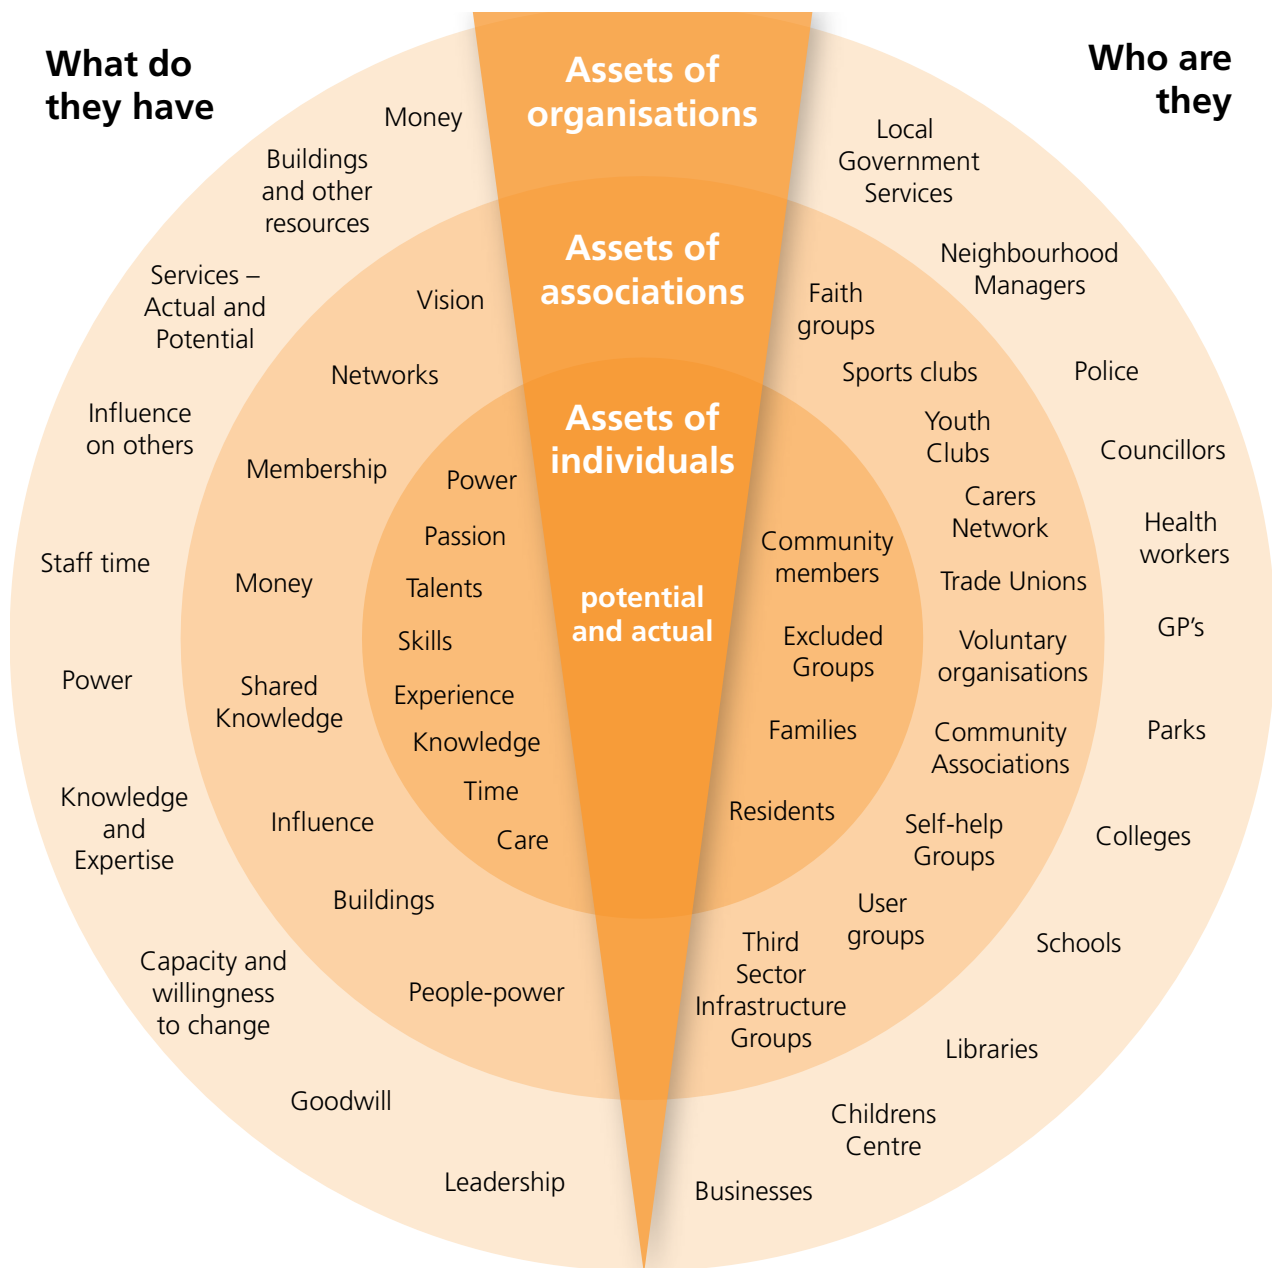 What do
they have
Who are
they
Assets of
organisations
Assets of
associations
Assets of
individuals
potential
and actual
Money
Buildings
and other
resources
Services –
Actual and
Potential
Influence
on others
Staff time
Power
Knowledge
and
Expertise
Capacity and
willingness
to change
Goodwill
Leadership
Vision
Networks
Membership
Money
Shared
Knowledge
Influence
Buildings
People-power
Power
Passion
Talents
Skills
Experience
Knowledge
Time
Care
Community
members
Excluded
Groups
Families
Residents
Faith
groups
Sports clubs
Youth
Clubs
Carers
Network
Trade Unions
Voluntary
organisations
Community
Associations
Self-help
Groups
User
groups
Third
Sector
Infrastructure
Groups
Local
Government
Services
Neighbourhood
Managers
Police
Councillors
Health
workers
GP's
Parks
Colleges
Schools
Libraries
Childrens
Centre
Businesses